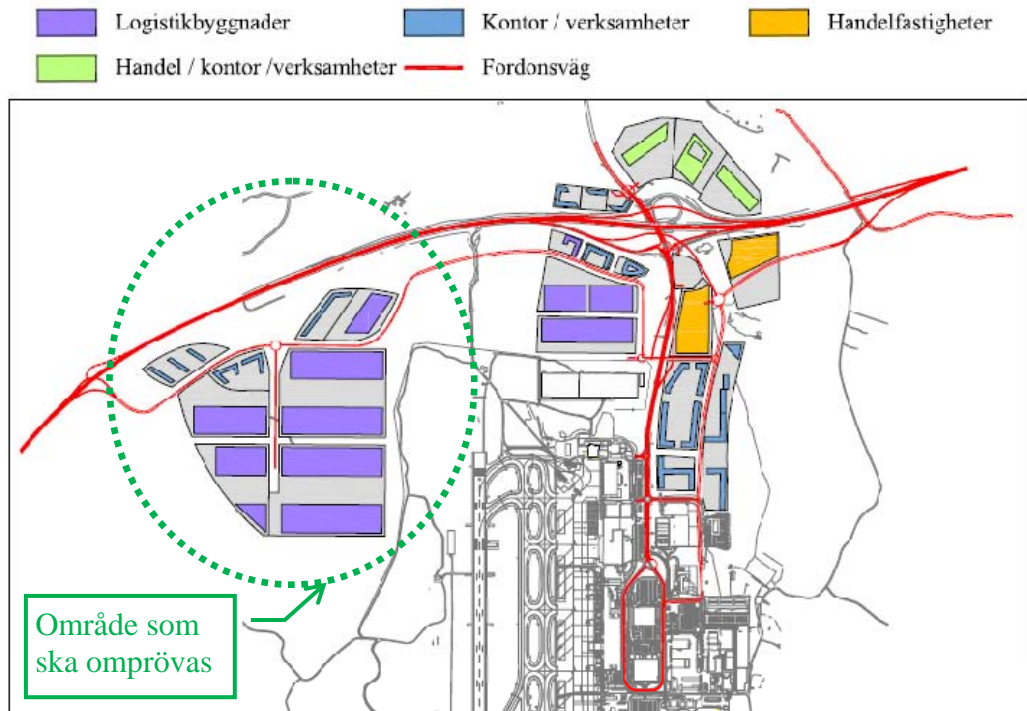 Logistikbyggnader
Kontor / verksamheter
Handelfastigheter
Handel / kontor /verksamheter
Fordonsväg
Område som
ska omprövas